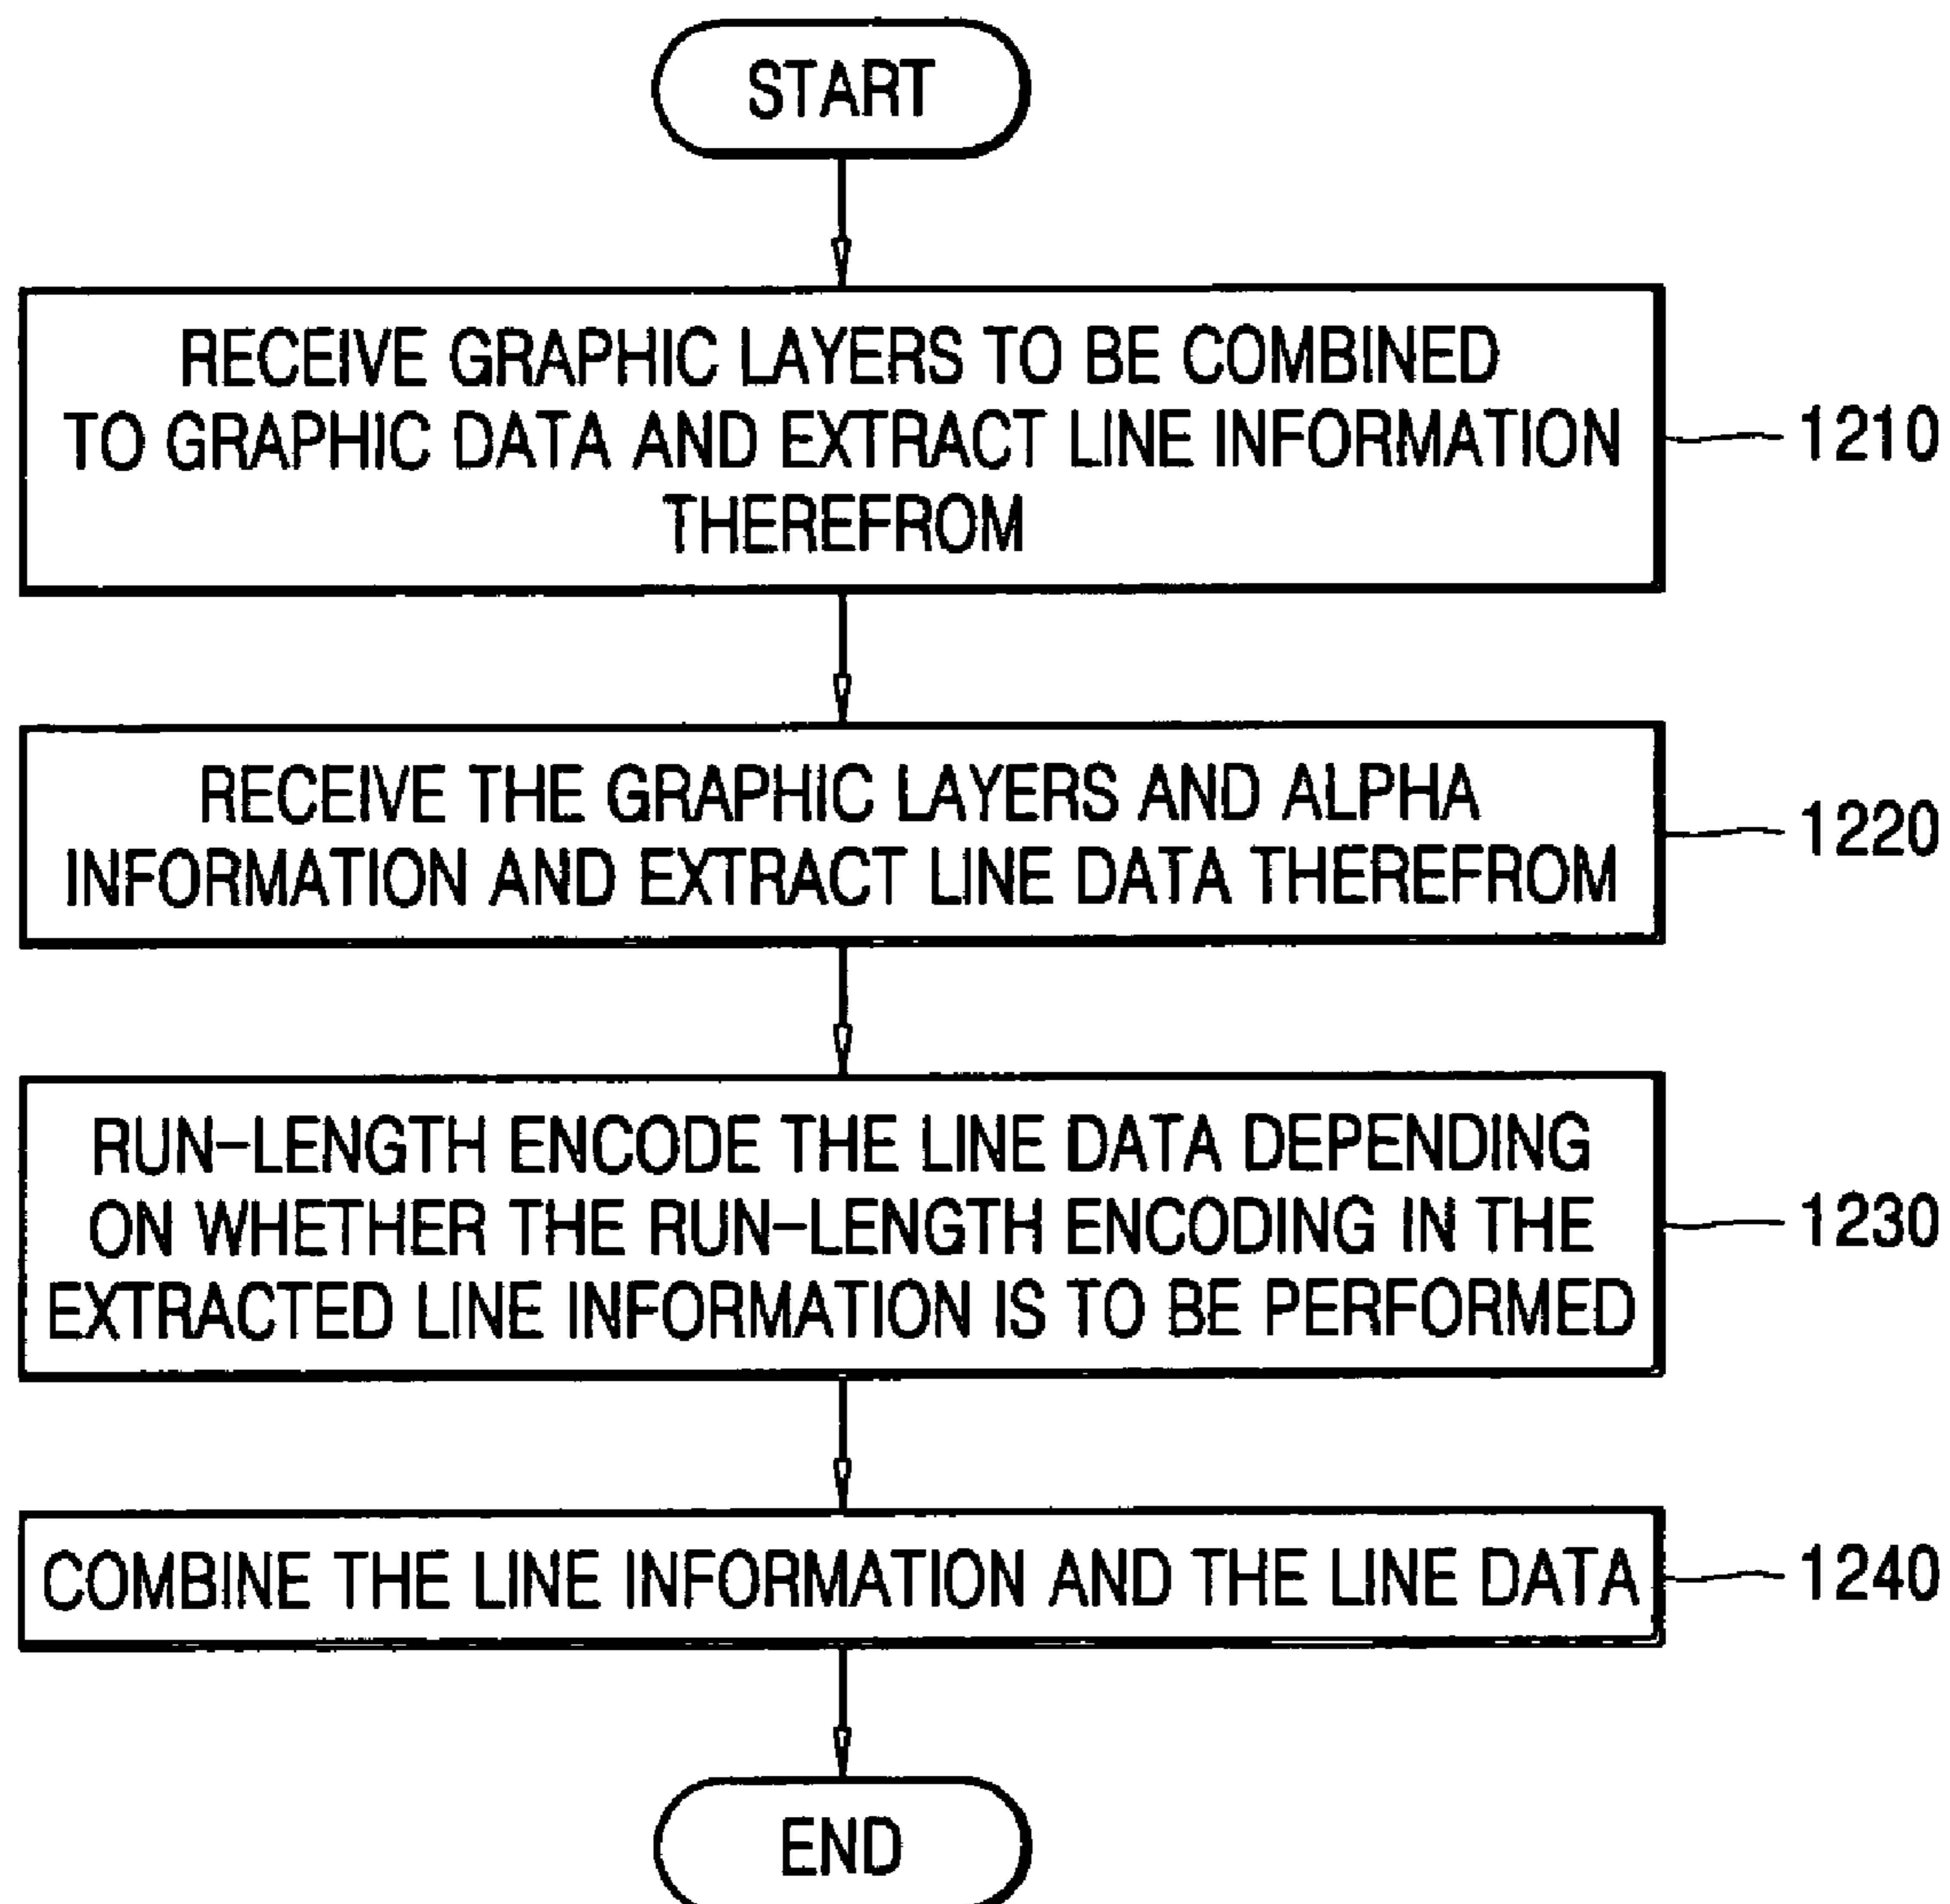 START
RECEIVE GRAPHIC LAYERS TO BE COMBINED
TO GRAPHIC DATA AND EXTRACT LINE INFORMATION
THEREFROM
1210
RECEIVE THE GRAPHIC LAYERS AND ALPHA
INFORMATION AND EXTRACT LINE DATA THEREFROM
1220
RUN-LENGTH ENCODE THE LINE DATA DEPENDING
ON WHETHER THE RUN-LENGTH ENCODING IN THE
EXTRACTED LINE INFORMATION IS TO BE PERFORMED
1230
COMBINE THE LINE INFORMATION AND THE LINE DATA
1240
END